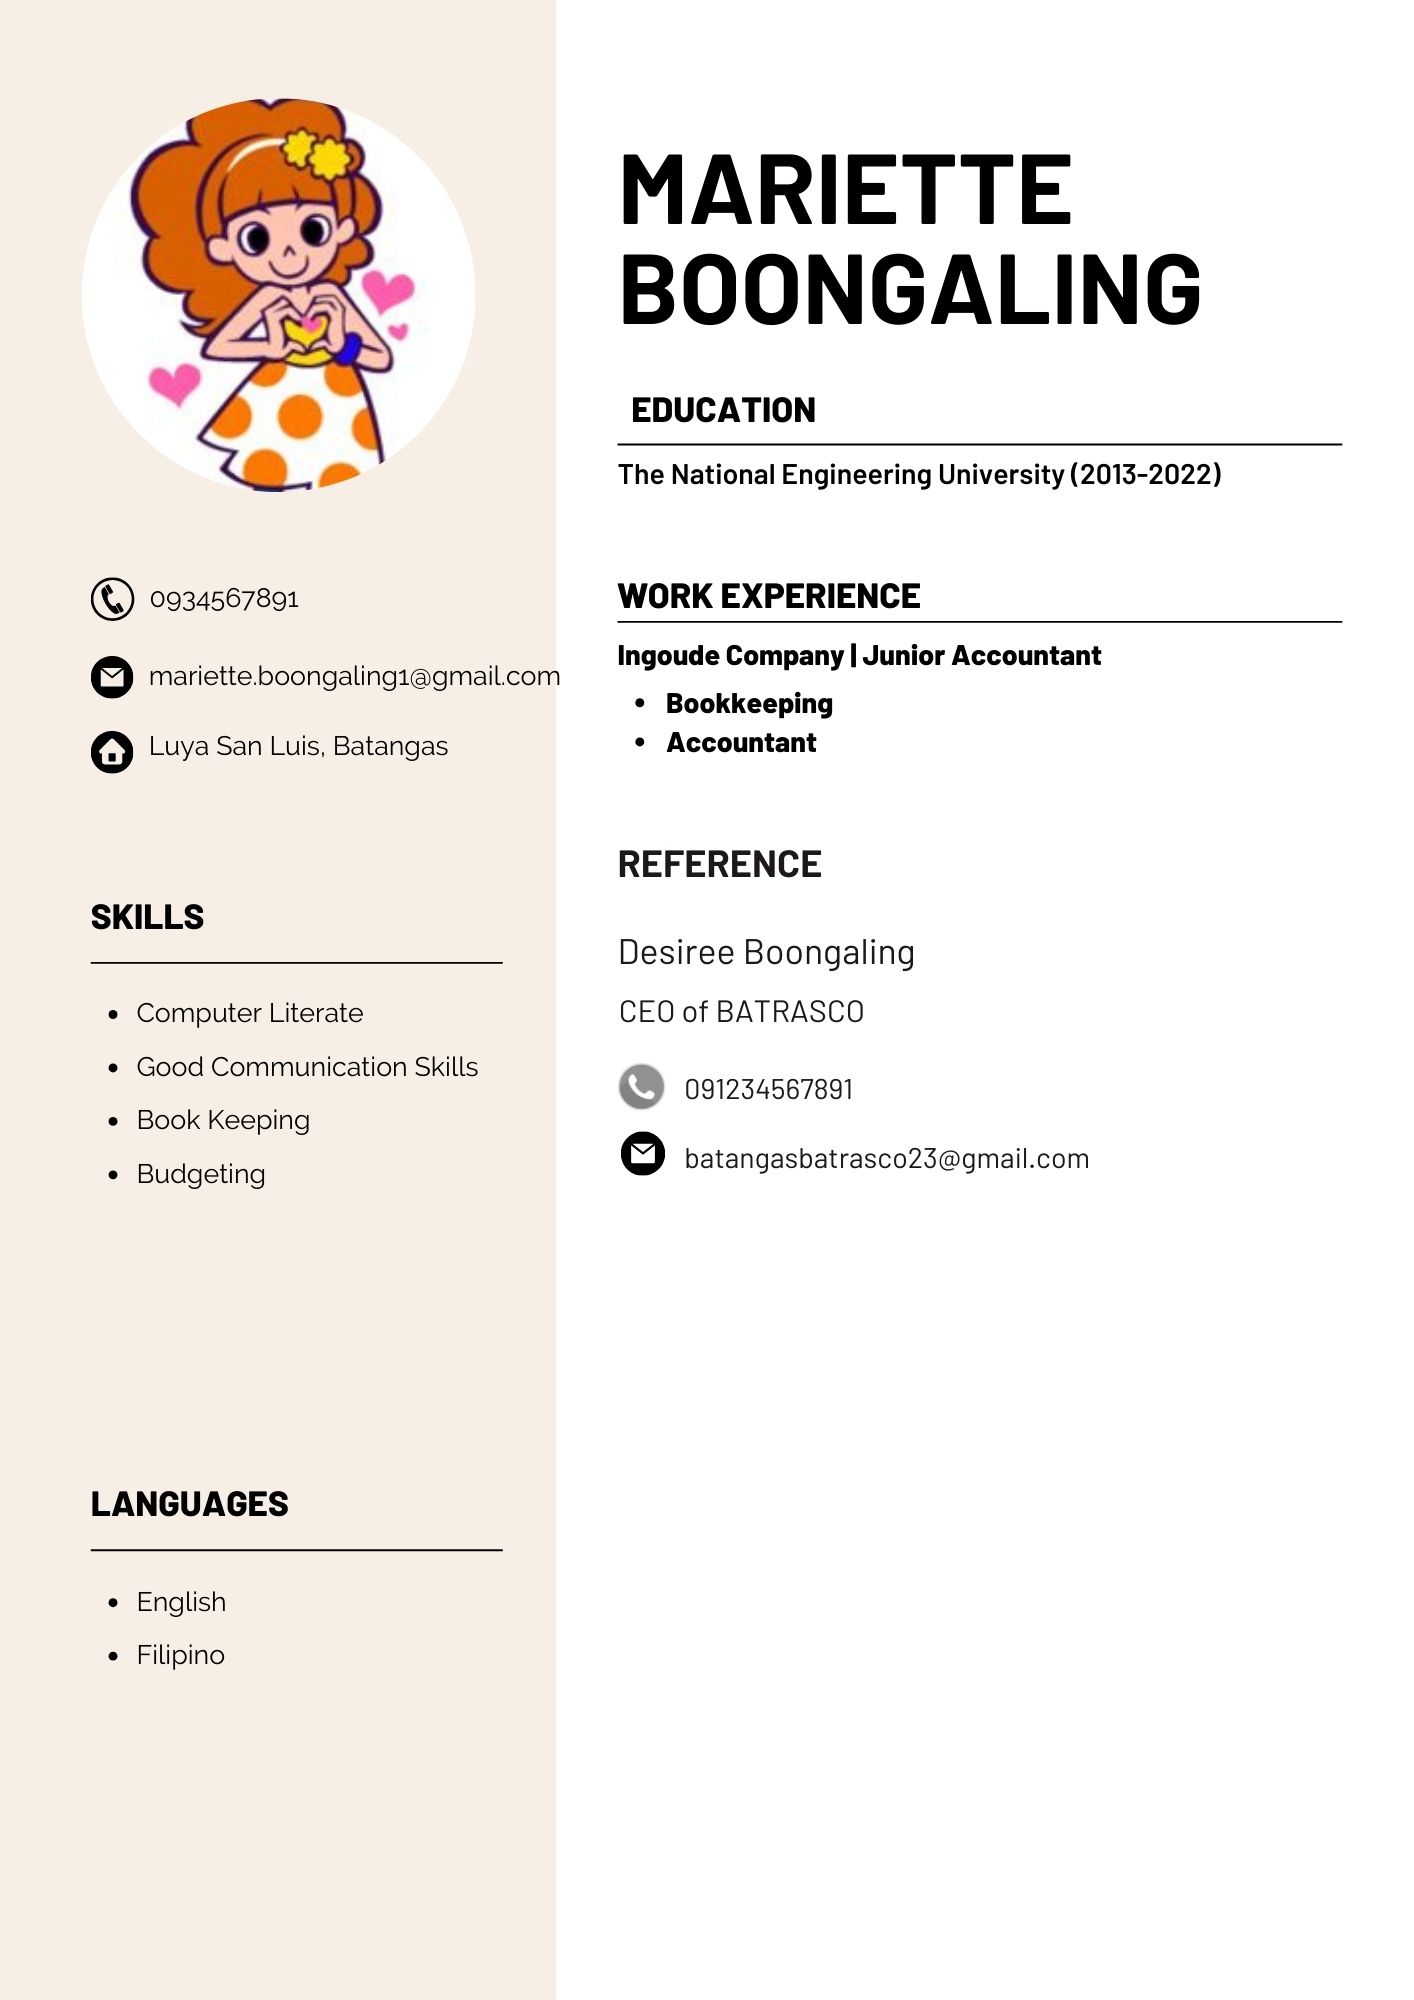 MARIETTE
BOONGALING
EDUCATION
The National Engineering University (2013-2022)
WORK EXPERIENCE
Ingoude Company | Junior Accountant
• Bookkeeping
• Accountant
REFERENCE
Desiree Boongaling
CEO of BATRASCO
091234567891
batangasbatrasco23@gmail.com
0934567891
mariette.boongaling1@gmail.com
Luya San Luis, Batangas
SKILLS
• Computer Literate
• Good Communication Skills
• Book Keeping
• Budgeting
LANGUAGES
• English
• Filipino